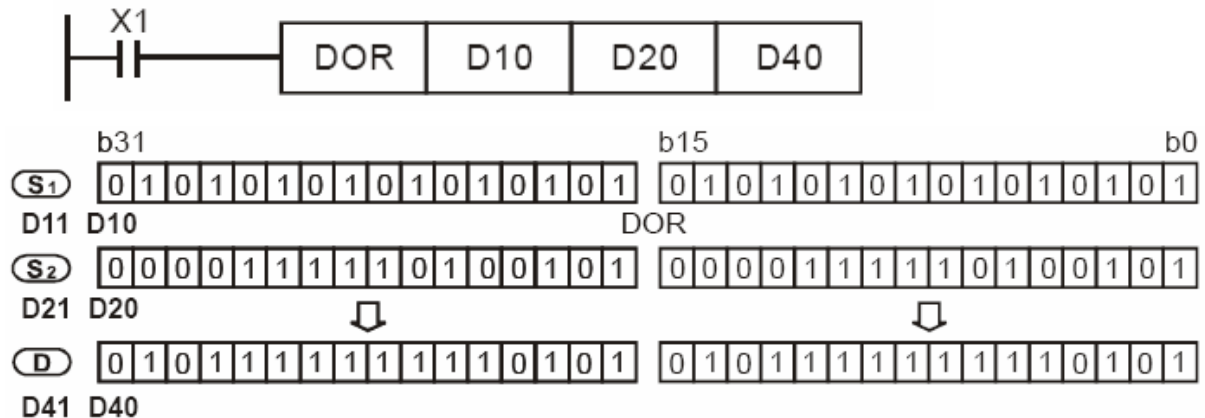 X1
DOR D10 D20 D40
b31 b15 b0
S1 0 1 0 1 0 1 0 1 0 1 0 1 0 1 0 1 0 1 0 1 0 1 0 1 0 1 0 1 0 1 0 1
D11 D10 DOR
S2 0 0 0 0 1 1 1 1 1 0 1 0 0 1 0 1 0 0 0 0 1 1 1 1 1 0 1 0 0 1 0 1
D21 D20
D 0 1 0 1 1 1 1 1 1 1 1 1 0 1 0 1 0 1 0 1 1 1 1 1 1 1 1 1 0 1 0 1
D41 D40